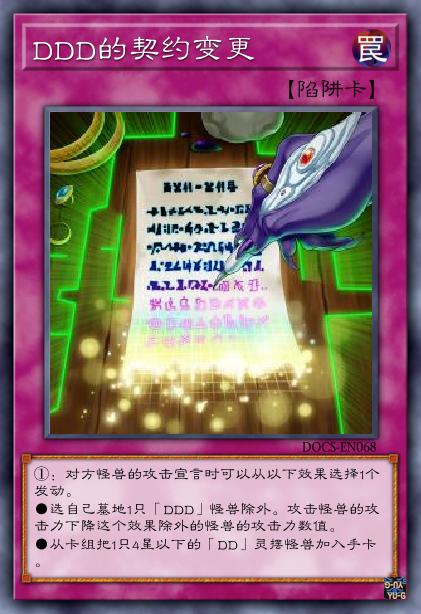 DDD的契约变更
罠
【陷阱卡】
DOCS-EN068
①：对方怪兽的攻击宣言时可以从以下效果选择1个
发动。
●选自己墓地1只「DDD」怪兽除外。攻击怪兽的攻
击力下降这个效果除外的怪兽的攻击力数值。
●从卡组把1只4星以下的「DD」灵摆怪兽加入手卡
。